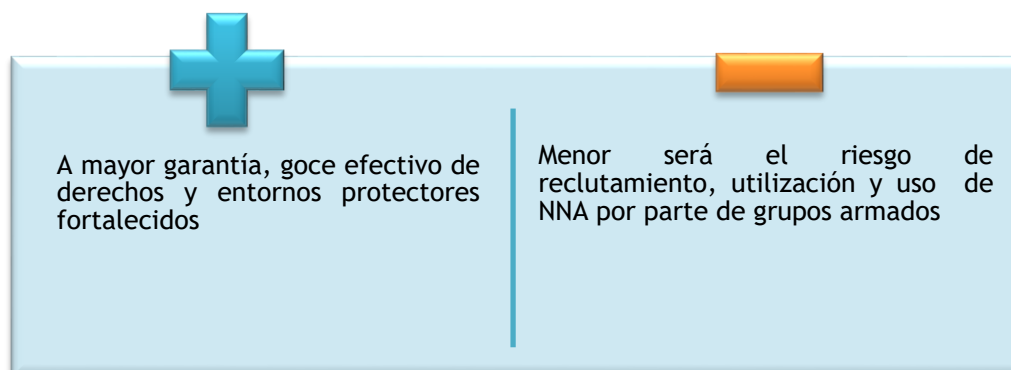 A mayor garantía, goce efectivo de
derechos y entornos protectores
fortalecidos
Menor será el riesgo de
reclutamiento, utilización y uso de
NNA por parte de grupos armados